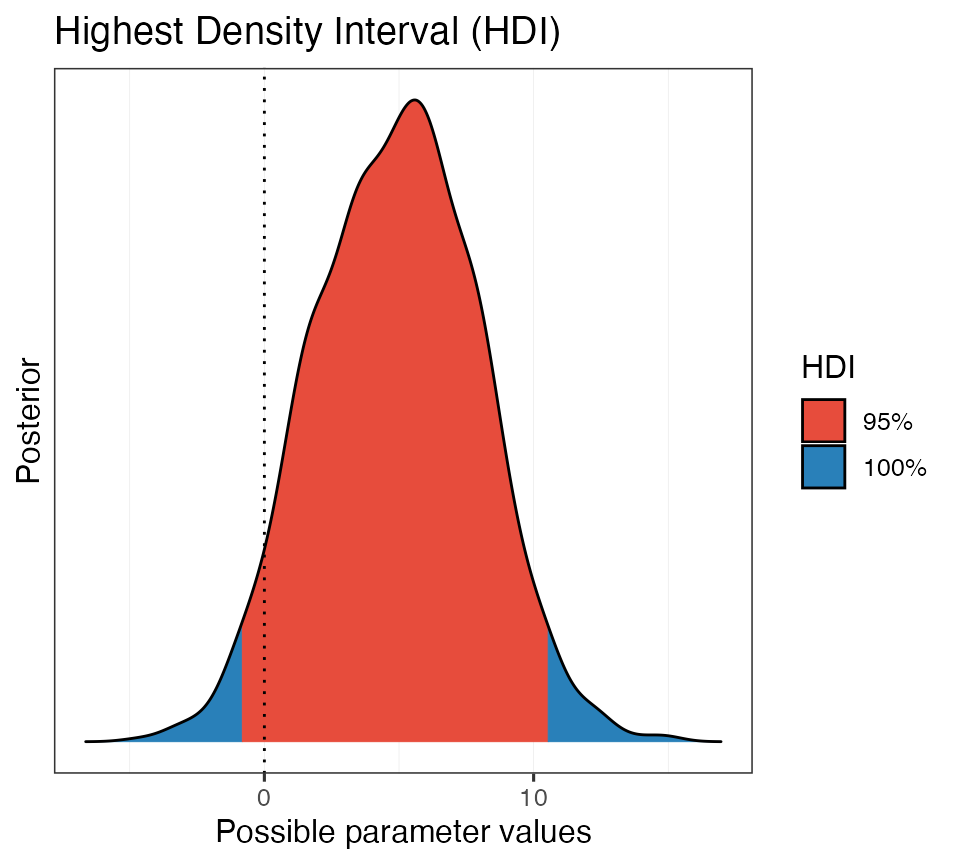 Highest Density Interval (HDI)
Posterior
HDI
95%
100%
0
10
Possible parameter values